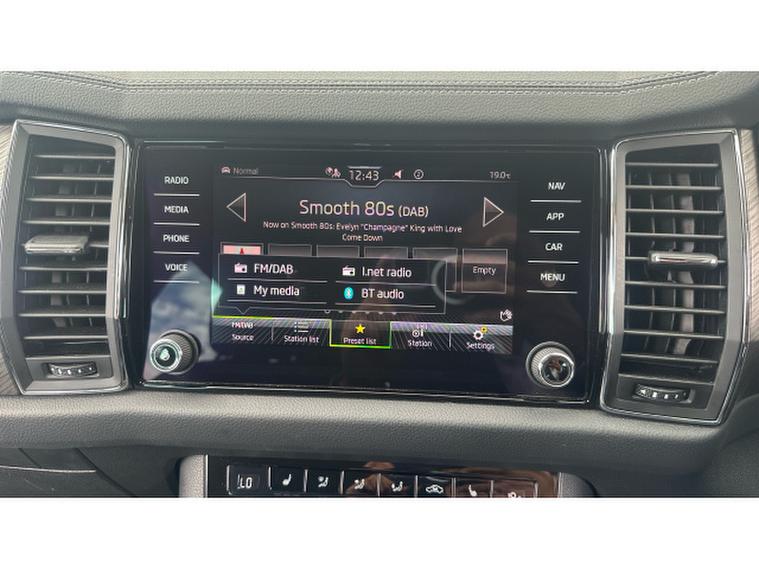 RADIO
MEDIA
PHONE
VOICE
Normal
12:43
19.0°C
Smooth 80s (DAB)
Now on Smooth 80s: Evelyn "Champagne" King with Love
Come Down
Empty
FM/DAB
I.net radio
My media
BT audio
FM/DAB
Source
Station list
Preset list
Station
Settings
NAV
APP
CAR
MENU
LO